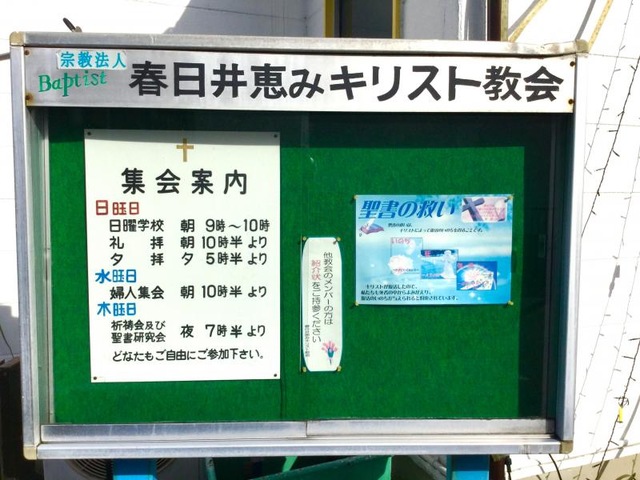 宗教法人
Baptist
春日井恵みキリスト教会
集会案内
日旺日
日曜学校 朝 9時～10時
礼拝 朝 10時半より
夕拝 夕 5時半より
水旺日
婦人集会 朝 10時半より
木旺日
祈祷会及び
聖書研究会 夜 7時半より
どなたもご自由にご参加下さい。
他教会のメンバーの方は
紹介状をご持参ください
聖書の救い